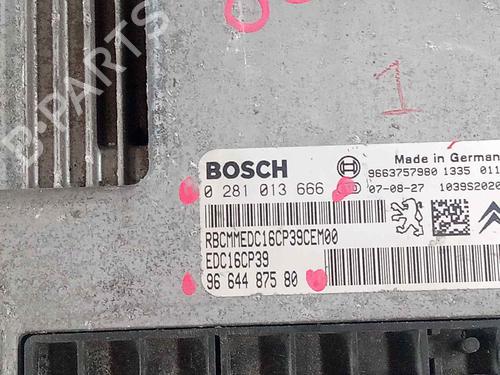 1
BOSCH
Made in German
0 281 013 666
9663757980 1335 011
07-08-27 1039S2020
RBCMMEDC16CP39CEM00
EDC16CP39
96 644 875 80
B-PARTS